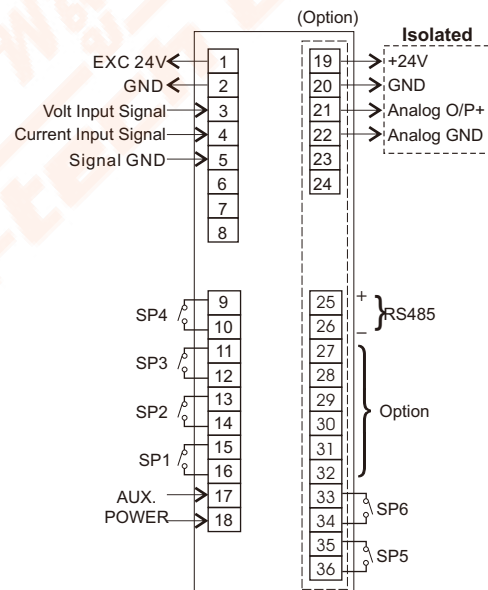 (Option)
Isolated
EXC 24V 1
GND 2
Volt Input Signal 3
Current Input Signal 4
Signal GND 5
6
7
8
19 +24V
20 GND
21 Analog O/P+
22 Analog GND
23
24
SP4 9
10
SP3 11
12
SP2 13
14
SP1 15
16
AUX. 17
POWER 18
25 +
RS485
26 −
27
28
29
Option
30
31
32
33
SP6
34
35
SP5
36